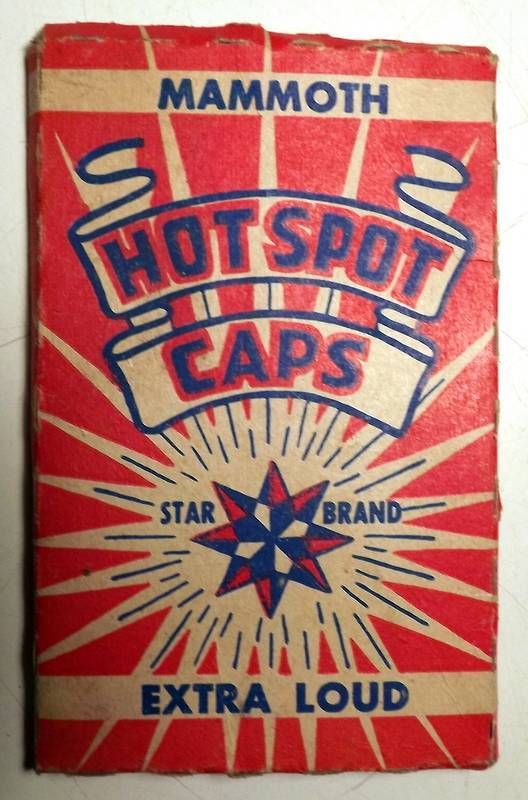 MAMMOTH
HOT SPOT
CAPS
STAR BRAND
EXTRA LOUD